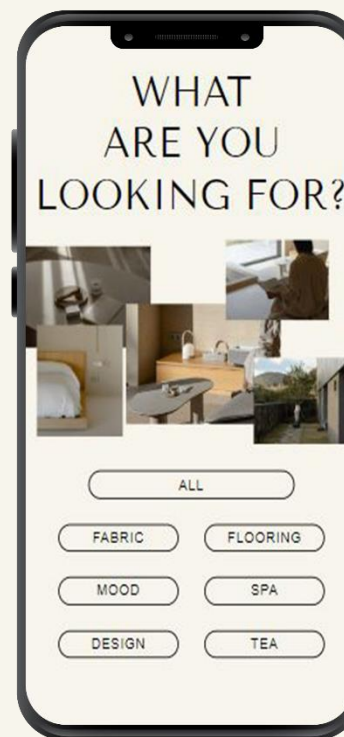 WHAT
ARE YOU
LOOKING FOR?
ALL
FABRIC FLOORING
MOOD SPA
DESIGN TEA